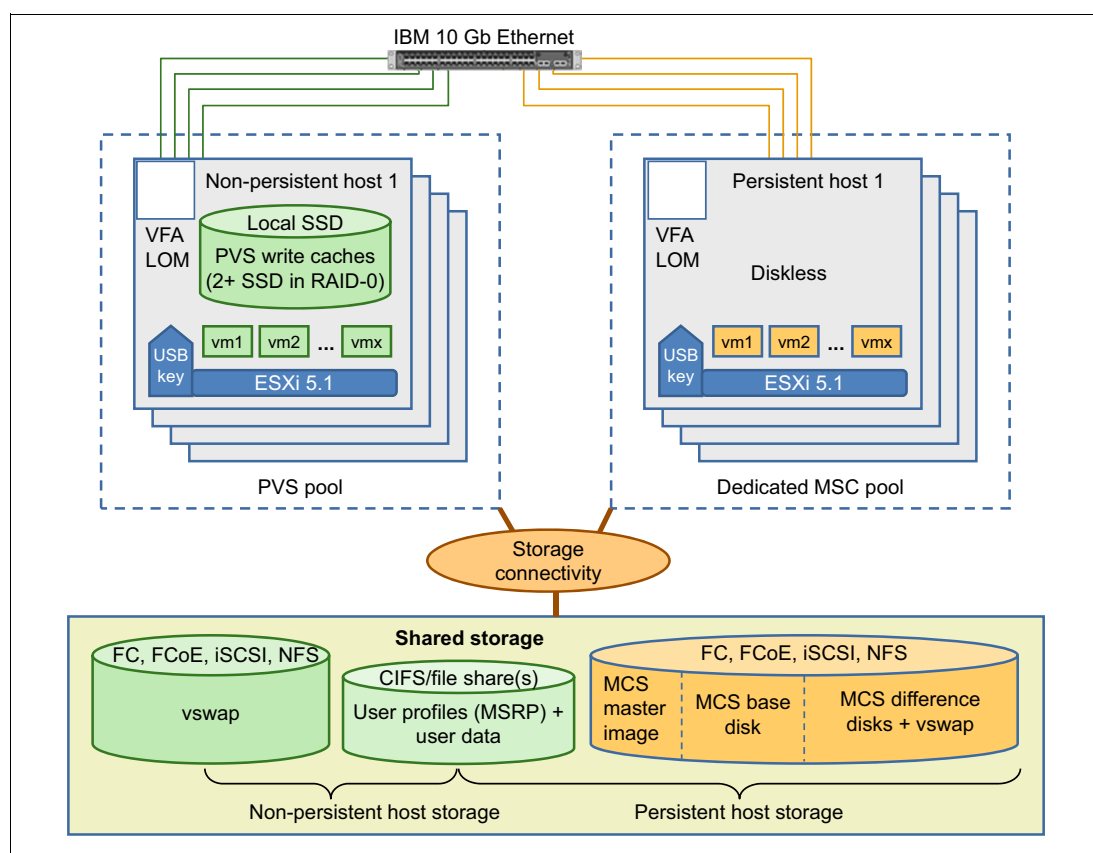 IBM 10 Gb Ethernet
Non-persistent host 1
VFA
LOM
Local SSD
PVS write caches
(2+ SSD in RAID-0)
USB
key
vm1
vm2
...
vmx
ESXi 5.1
PVS pool
Persistent host 1
VFA
LOM
Diskless
USB
key
vm1
vm2
...
vmx
ESXi 5.1
Dedicated MSC pool
Storage
connectivity
Shared storage
FC, FCoE, iSCSI, NFS
vswap
CIFS/file share(s)
User profiles (MSRP) +
user data
FC, FCoE, iSCSI, NFS
MCS
master
image
MCS base
disk
MCS difference
disks + vswap
Non-persistent host storage
Persistent host storage